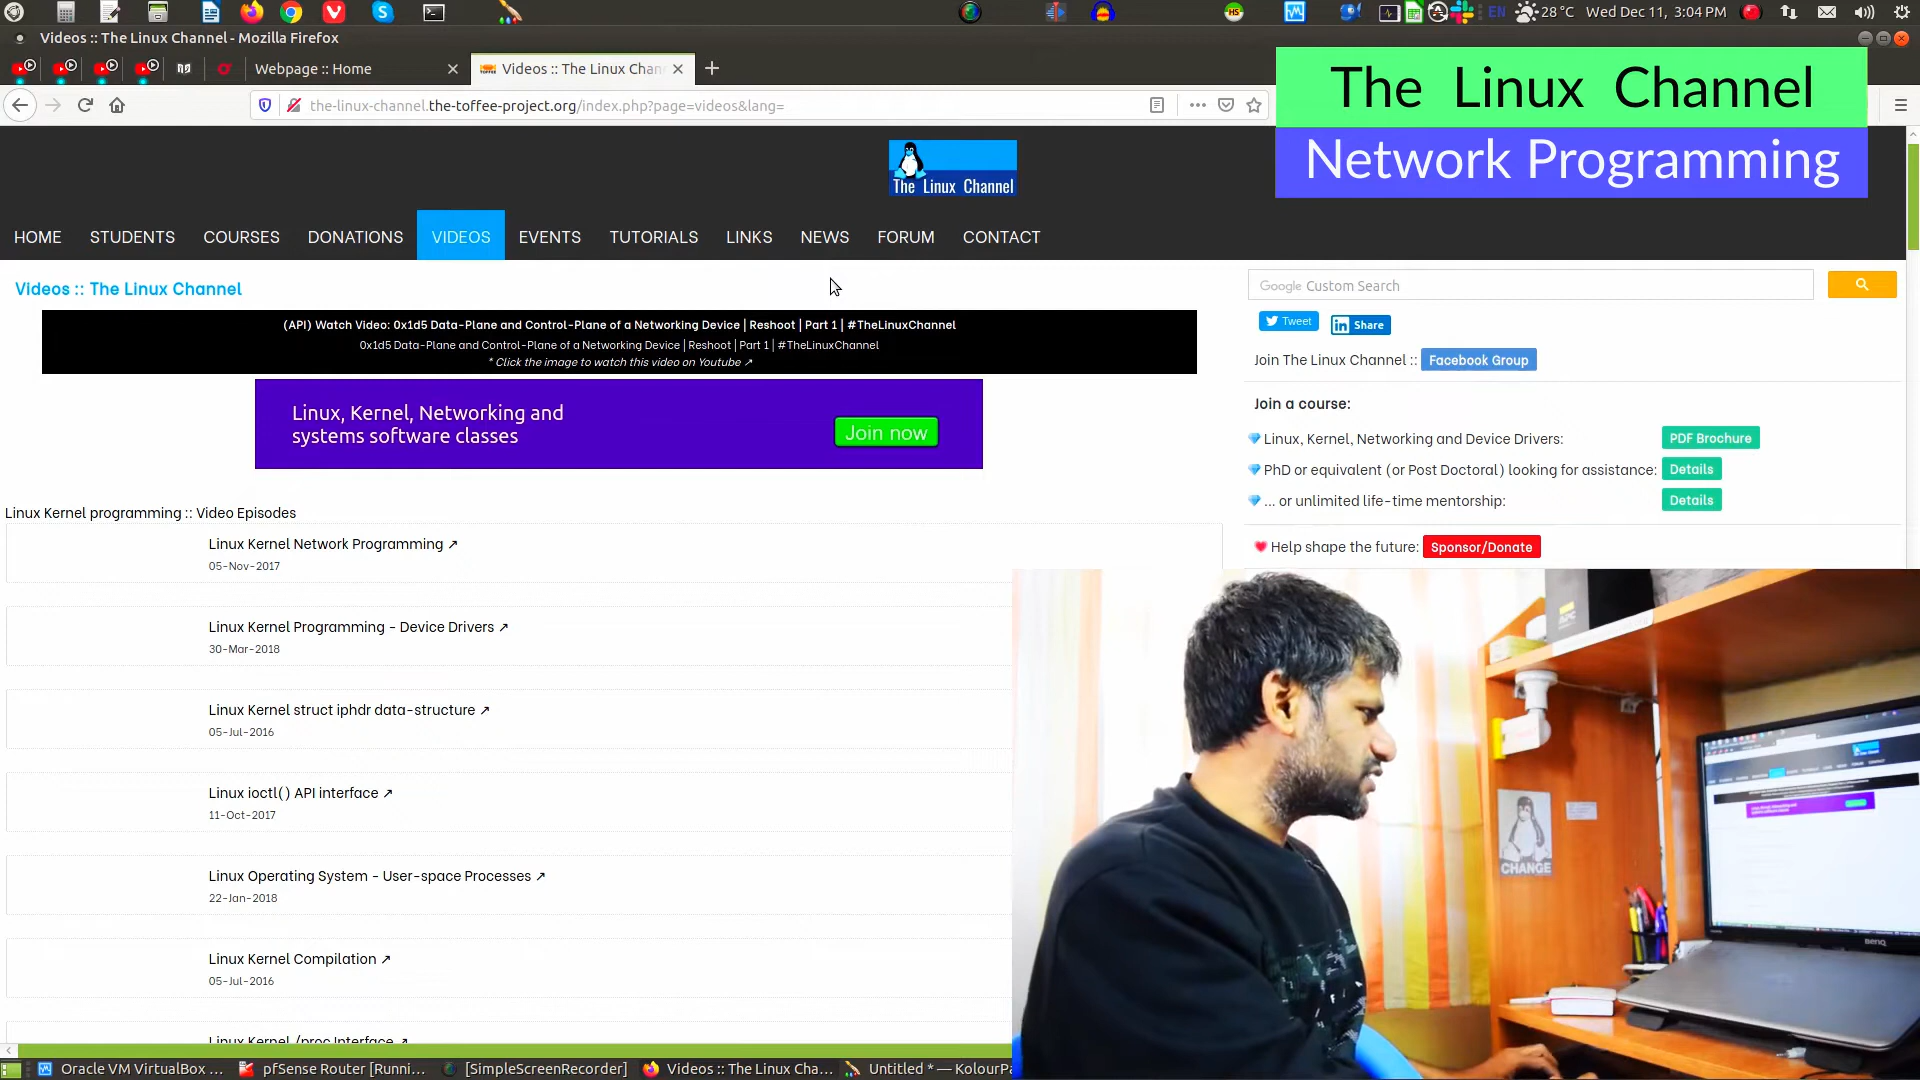 28 °C Wed Dec 11, 3:04 PM
EN
Videos :: The Linux Channel - Mozilla Firefox
Webpage :: Home
Videos :: The Linux Chan
the-linux-channel.the-toffee-project.org/index.php?page=videos&lang=
The Linux Channel
Network Programming
The Linux Channel
HOME STUDENTS COURSES DONATIONS VIDEOS EVENTS TUTORIALS LINKS NEWS FORUM CONTACT
Videos :: The Linux Channel
(API) Watch Video: 0x1d5 Data-Plane and Control-Plane of a Networking Device | Reshoot | Part 1 | #TheLinuxChannel
0x1d5 Data-Plane and Control-Plane of a Networking Device | Reshoot | Part 1 | #TheLinuxChannel
* Click the image to watch this video on Youtube ↗
Linux, Kernel, Networking and
systems software classes
Join now
Linux Kernel programming :: Video Episodes
Linux Kernel Network Programming ↗
05-Nov-2017
Linux Kernel Programming - Device Drivers ↗
30-Mar-2018
Linux Kernel struct iphdr data-structure ↗
05-Jul-2016
Linux ioctl() API interface ↗
11-Oct-2017
Linux Operating System - User-space Processes ↗
22-Jan-2018
Linux Kernel Compilation ↗
05-Jul-2016
Linux Kernel /proc Interface ↗
Google Custom Search
Tweet
in Share
Join The Linux Channel :: Facebook Group
Join a course:
Linux, Kernel, Networking and Device Drivers: PDF Brochure
PhD or equivalent (or Post Doctoral) looking for assistance: Details
... or unlimited life-time mentorship: Details
Help shape the future: Sponsor/Donate
APC
CHANGE
BenQ
Oracle VM VirtualBox ...
pfSense Router [Runni...
[SimpleScreenRecorder]
Videos :: The Linux Cha...
Untitled * — KolourPa